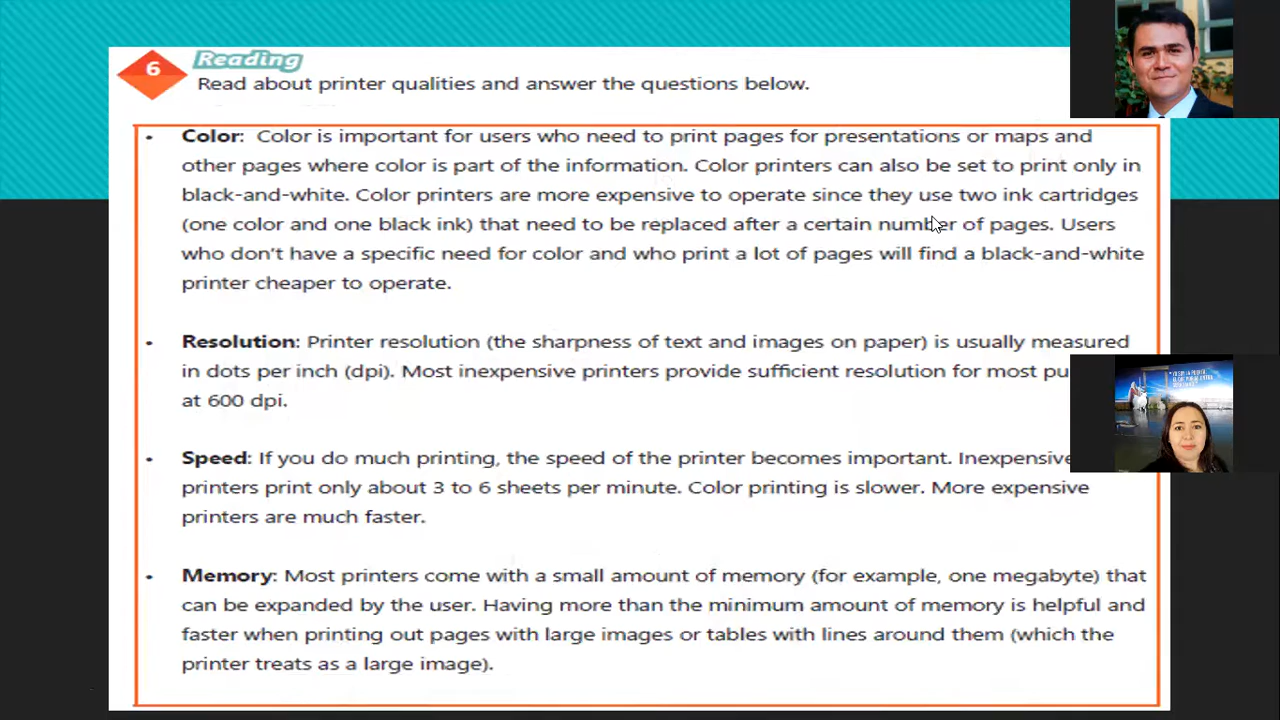 6
Reading
Read about printer qualities and answer the questions below.
• Color: Color is important for users who need to print pages for presentations or maps and
other pages where color is part of the information. Color printers can also be set to print only in
black-and-white. Color printers are more expensive to operate since they use two ink cartridges
(one color and one black ink) that need to be replaced after a certain number of pages. Users
who don't have a specific need for color and who print a lot of pages will find a black-and-white
printer cheaper to operate.
• Resolution: Printer resolution (the sharpness of text and images on paper) is usually measured
in dots per inch (dpi). Most inexpensive printers provide sufficient resolution for most
at 600 dpi.
• Speed: If you do much printing, the speed of the printer becomes important. Inexpensive
printers print only about 3 to 6 sheets per minute. Color printing is slower. More expensive
printers are much faster.
• Memory: Most printers come with a small amount of memory (for example, one megabyte) that
can be expanded by the user. Having more than the minimum amount of memory is helpful and
faster when printing out pages with large images or tables with lines around them (which the
printer treats as a large image).